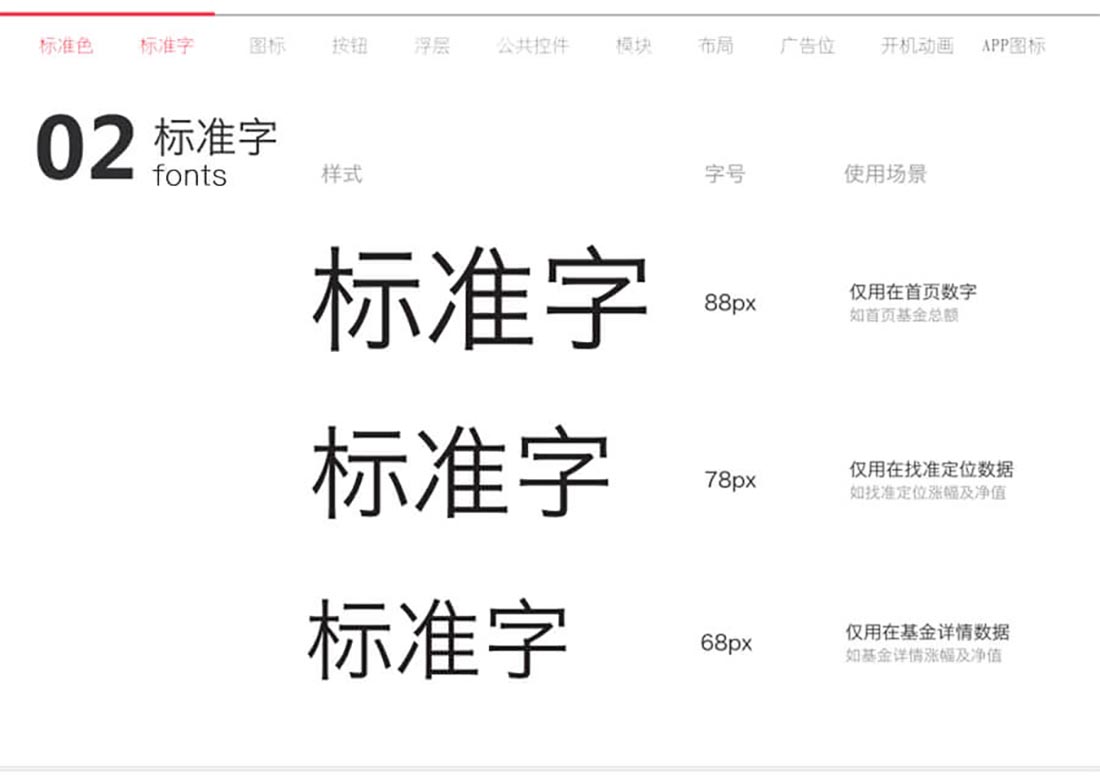 标准色 标准字 图标 按钮 浮层 公共控件 模块 布局 广告位 开机动画 APP图标
02 标准字
fonts
样式 字号 使用场景
标准字 88px 仅用在首页数字
如首页基金总额
标准字 78px 仅用在找准定位数据
如找准定位涨幅及净值
标准字 68px 仅用在基金详情数据
如基金详情涨幅及净值